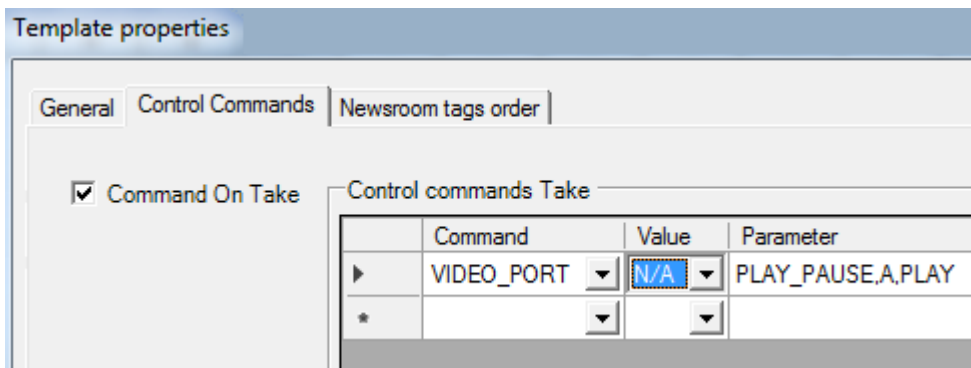 Template properties
General Control Commands Newsroom tags order
Command On Take Control commands Take
Command Value Parameter
VIDEO_PORT N/A PLAY_PAUSE,A,PLAY